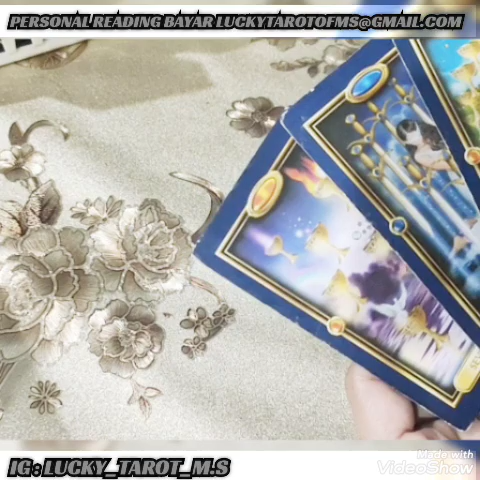 PERSONAL READING BAYAR LUCKYTAROTOFMS@GMAIL.COM
IG: LUCKY_TAROT_M.S
Made with
VideoShow